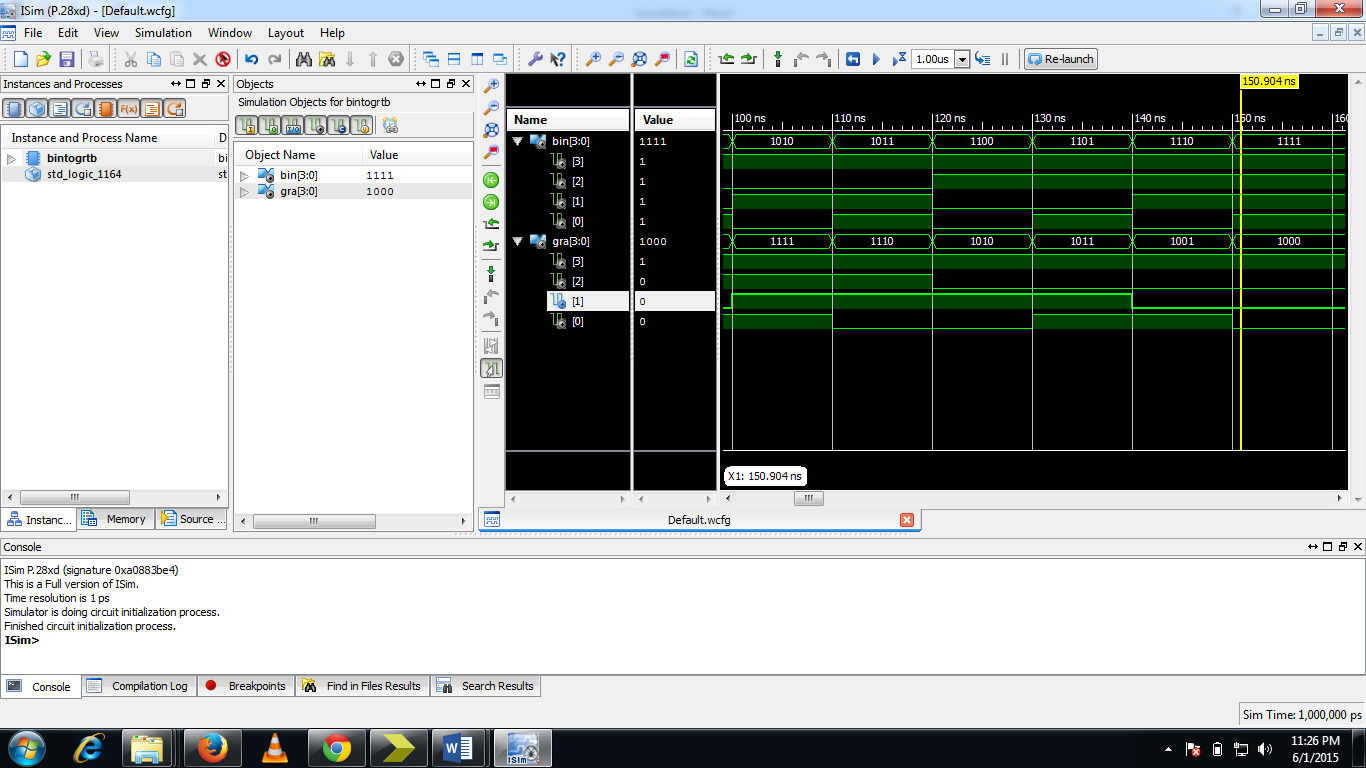 ISim (P.28xd) - [Default.wcfg]
File Edit View Simulation Window Layout Help
1.00us Re-launch
Instances and Processes
Instance and Process Name D
bintogrtb bi
std_logic_1164 st
Instanc... Memory Source ...
Objects
Simulation Objects for bintogrtb
Object Name Value
bin[3:0] 1111
gra[3:0] 1000
Name Value
bin[3:0] 1111
[3] 1
[2] 1
[1] 1
[0] 1
gra[3:0] 1000
[3] 1
[2] 0
[1] 0
[0] 0
150.904 ns
100 ns 110 ns 120 ns 130 ns 140 ns 150 ns 160
1010 1011 1100 1101 1110 1111
1111 1110 1010 1011 1001 1000
X1: 150.904 ns
Default.wcfg
Console
ISim P.28xd (signature 0xa0883be4)
This is a Full version of ISim.
Time resolution is 1 ps
Simulator is doing circuit initialization process.
Finished circuit initialization process.
ISim>
Console Compilation Log Breakpoints Find in Files Results Search Results
Sim Time: 1,000,000 ps
ISim
11:26 PM
6/1/2015